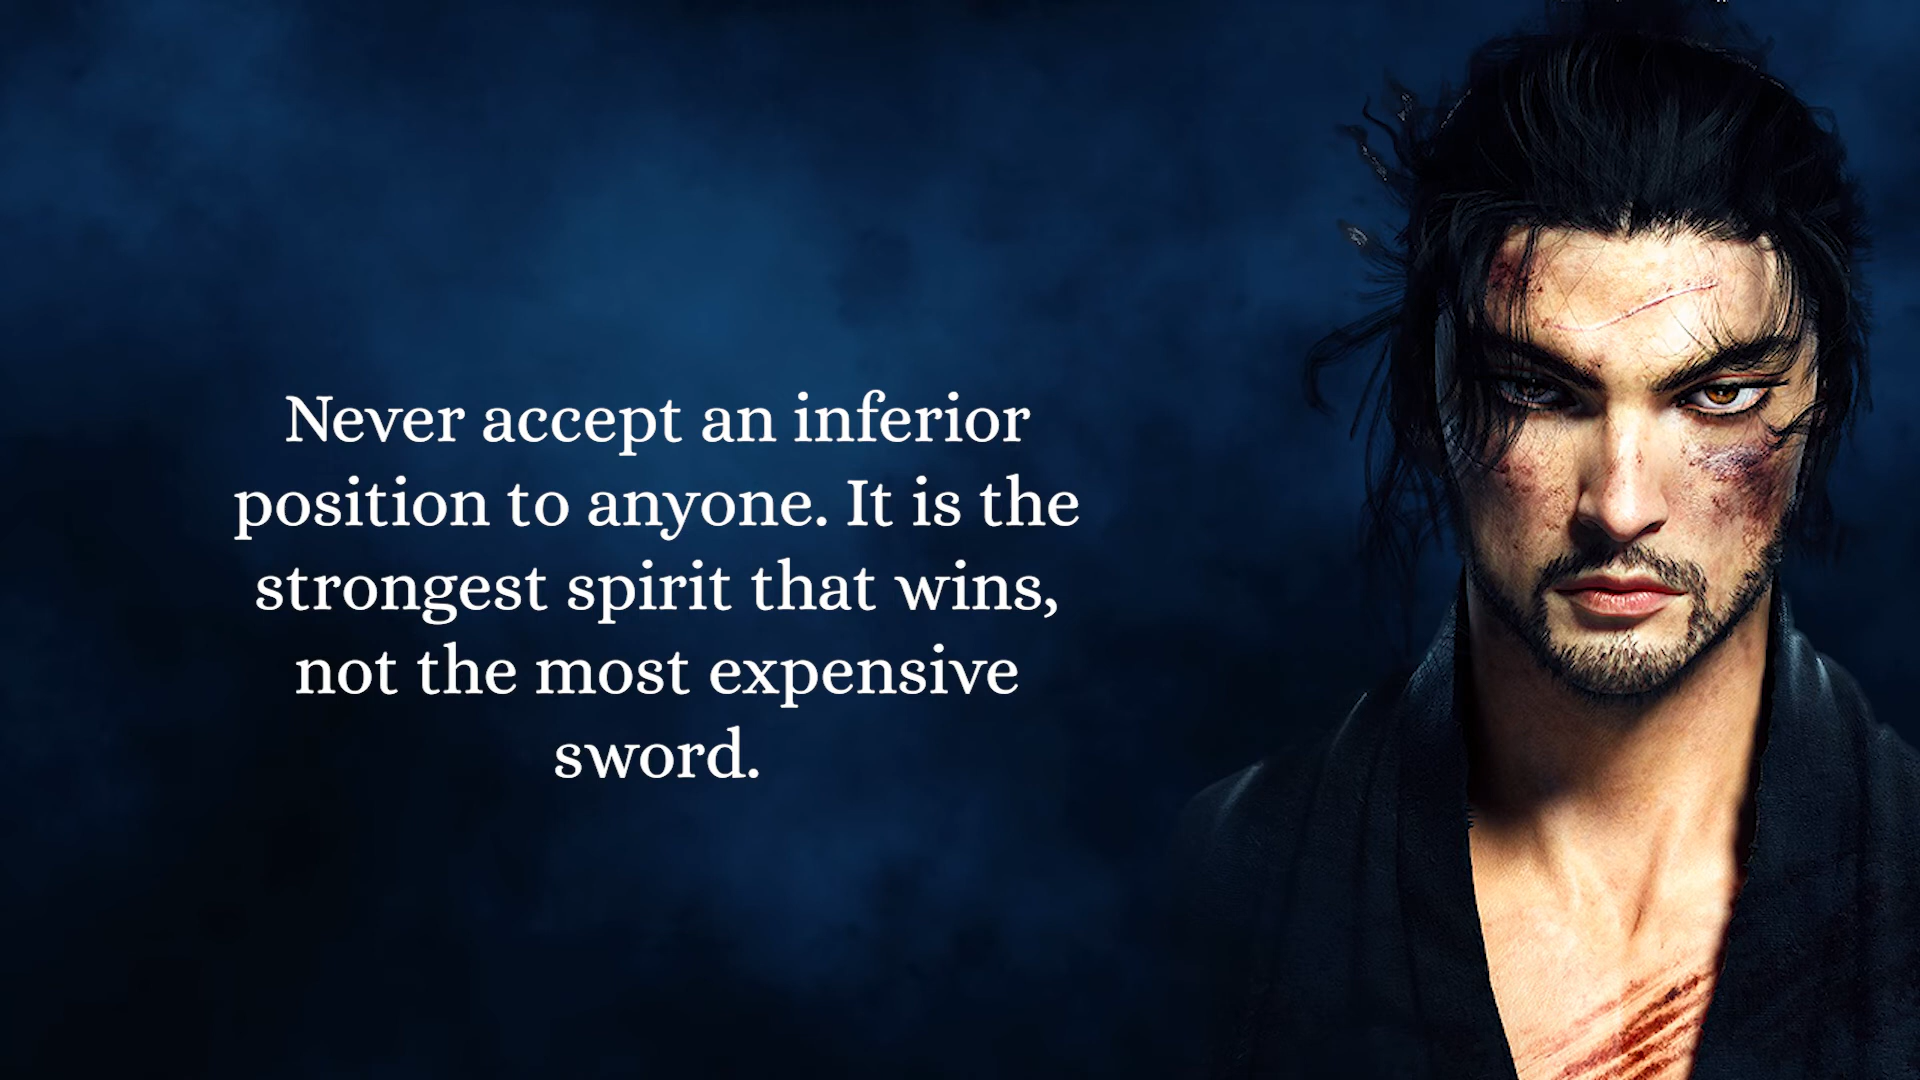 Never accept an inferior
position to anyone. It is the
strongest spirit that wins,
not the most expensive
sword.